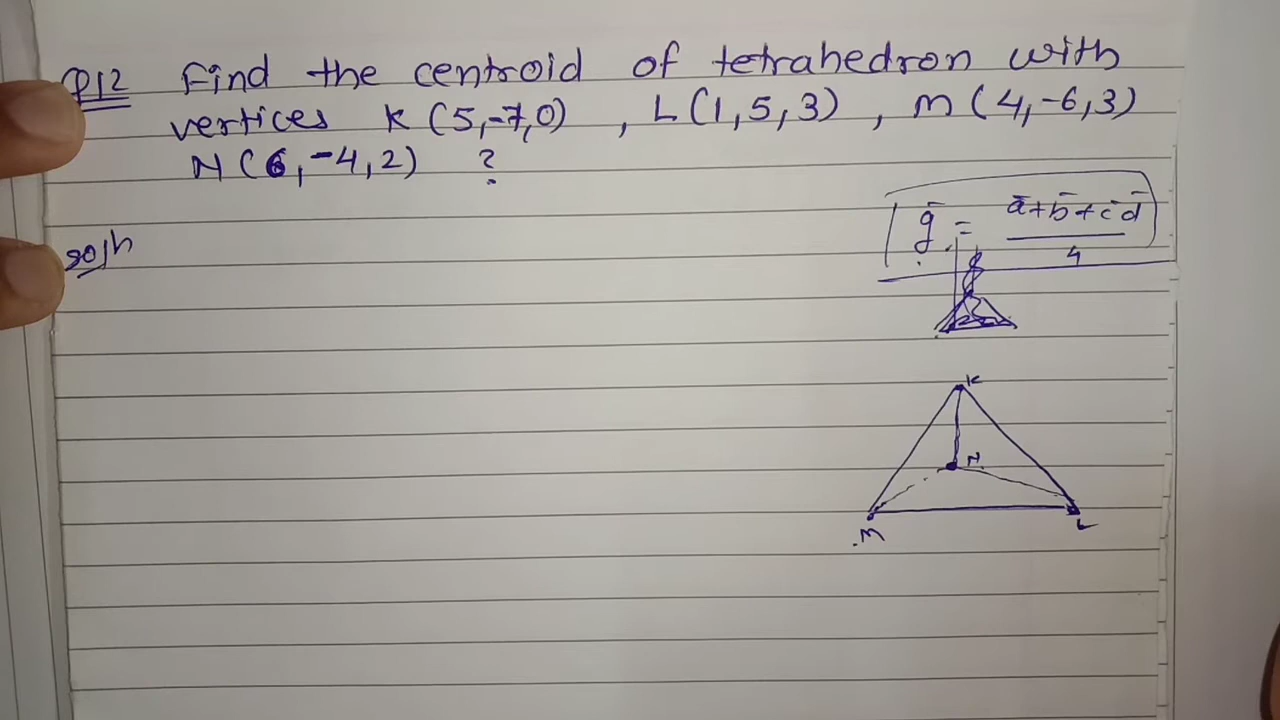 Q12 Find the centroid of tetrahedron with
vertices K (5,-7,0) , L (1,5,3) , M (4,-6,3)
N (6,-4,2) ?
ḡ = ā+b̄+c̄ d̄
4
Soln
K
N
M
L